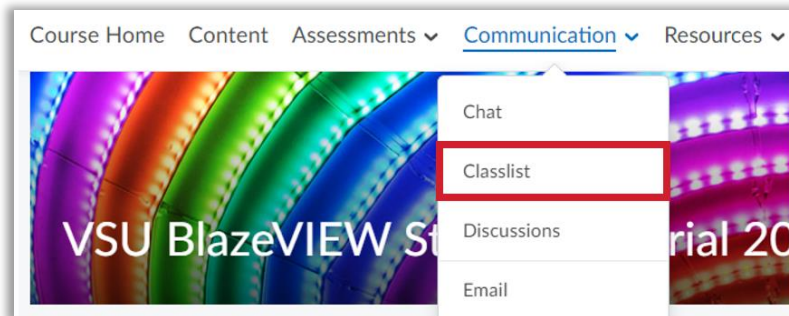 Course Home Content Assessments Communication Resources
Chat
Classlist
Discussions
Email
VSU BlazeVIEW St rial 20